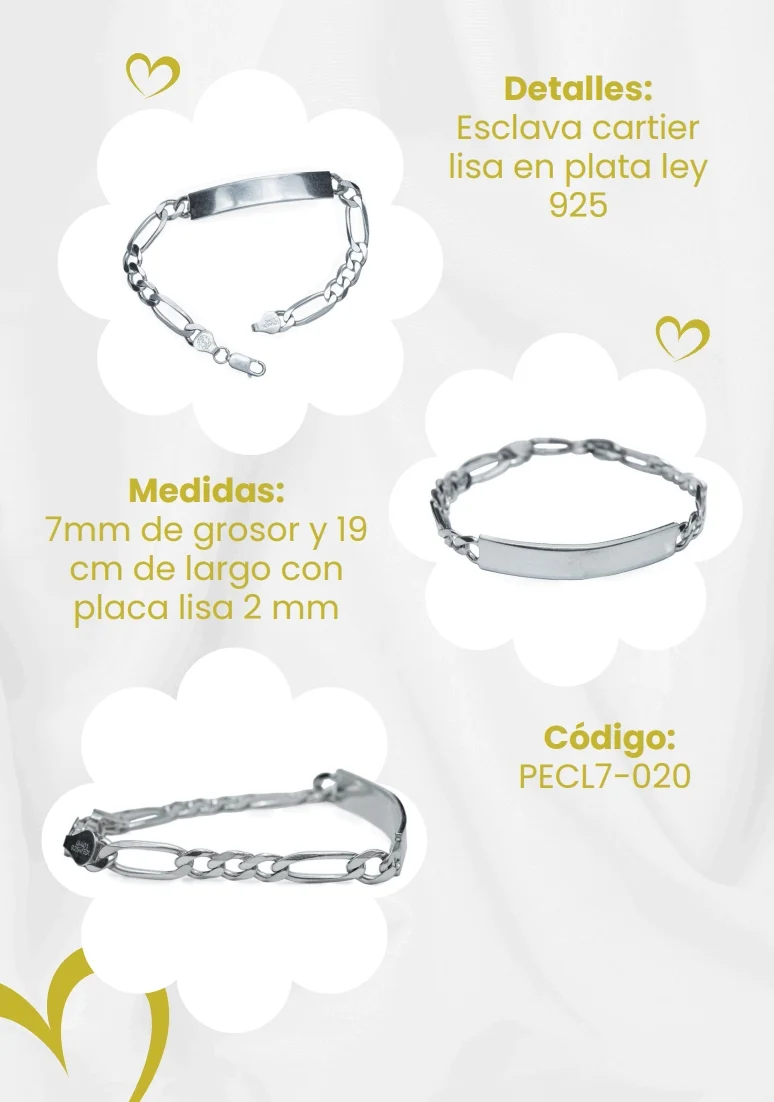 Detalles:
Esclava cartier
lisa en plata ley
925
Medidas:
7mm de grosor y 19
cm de largo con
placa lisa 2 mm
Código:
PECL7-020